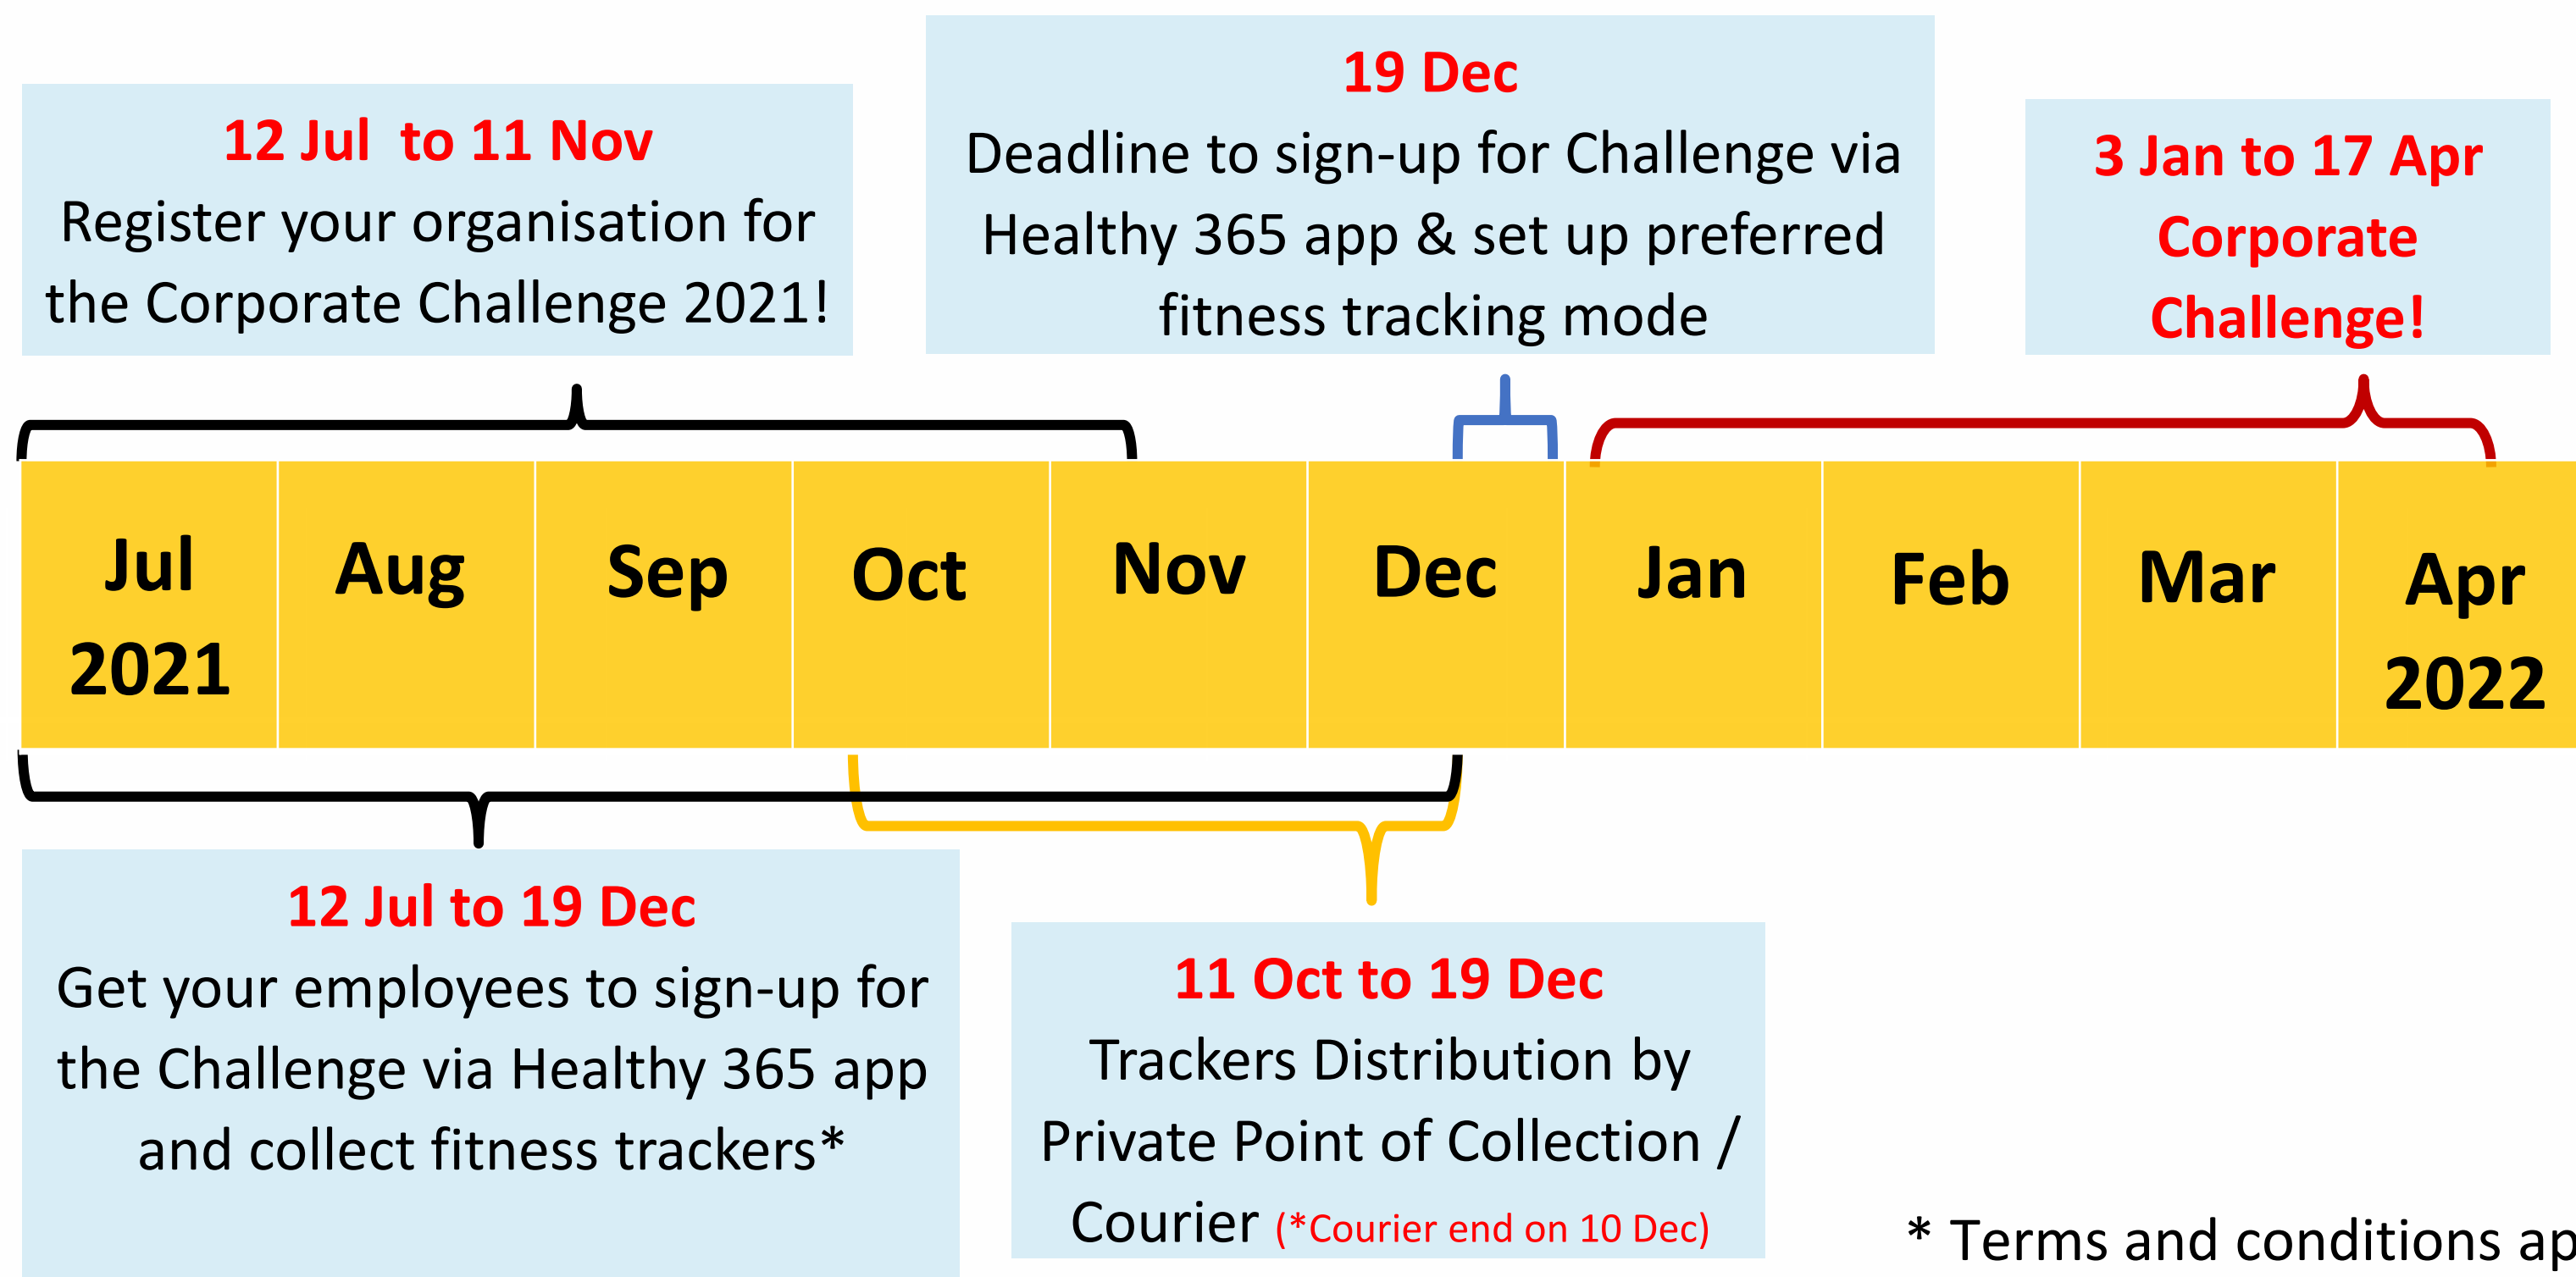 12 Jul  to 11 Nov
Register your organisation for
the Corporate Challenge 2021!
19 Dec
Deadline to sign-up for Challenge via
Healthy 365 app & set up preferred
fitness tracking mode
3 Jan to 17 Apr
Corporate
Challenge!
Jul
2021
Aug
Sep
Oct
Nov
Dec
Jan
Feb
Mar
Apr
2022
12 Jul to 19 Dec
Get your employees to sign-up for
the Challenge via Healthy 365 app
and collect fitness trackers*
11 Oct to 19 Dec
Trackers Distribution by
Private Point of Collection /
Courier (*Courier end on 10 Dec)
* Terms and conditions